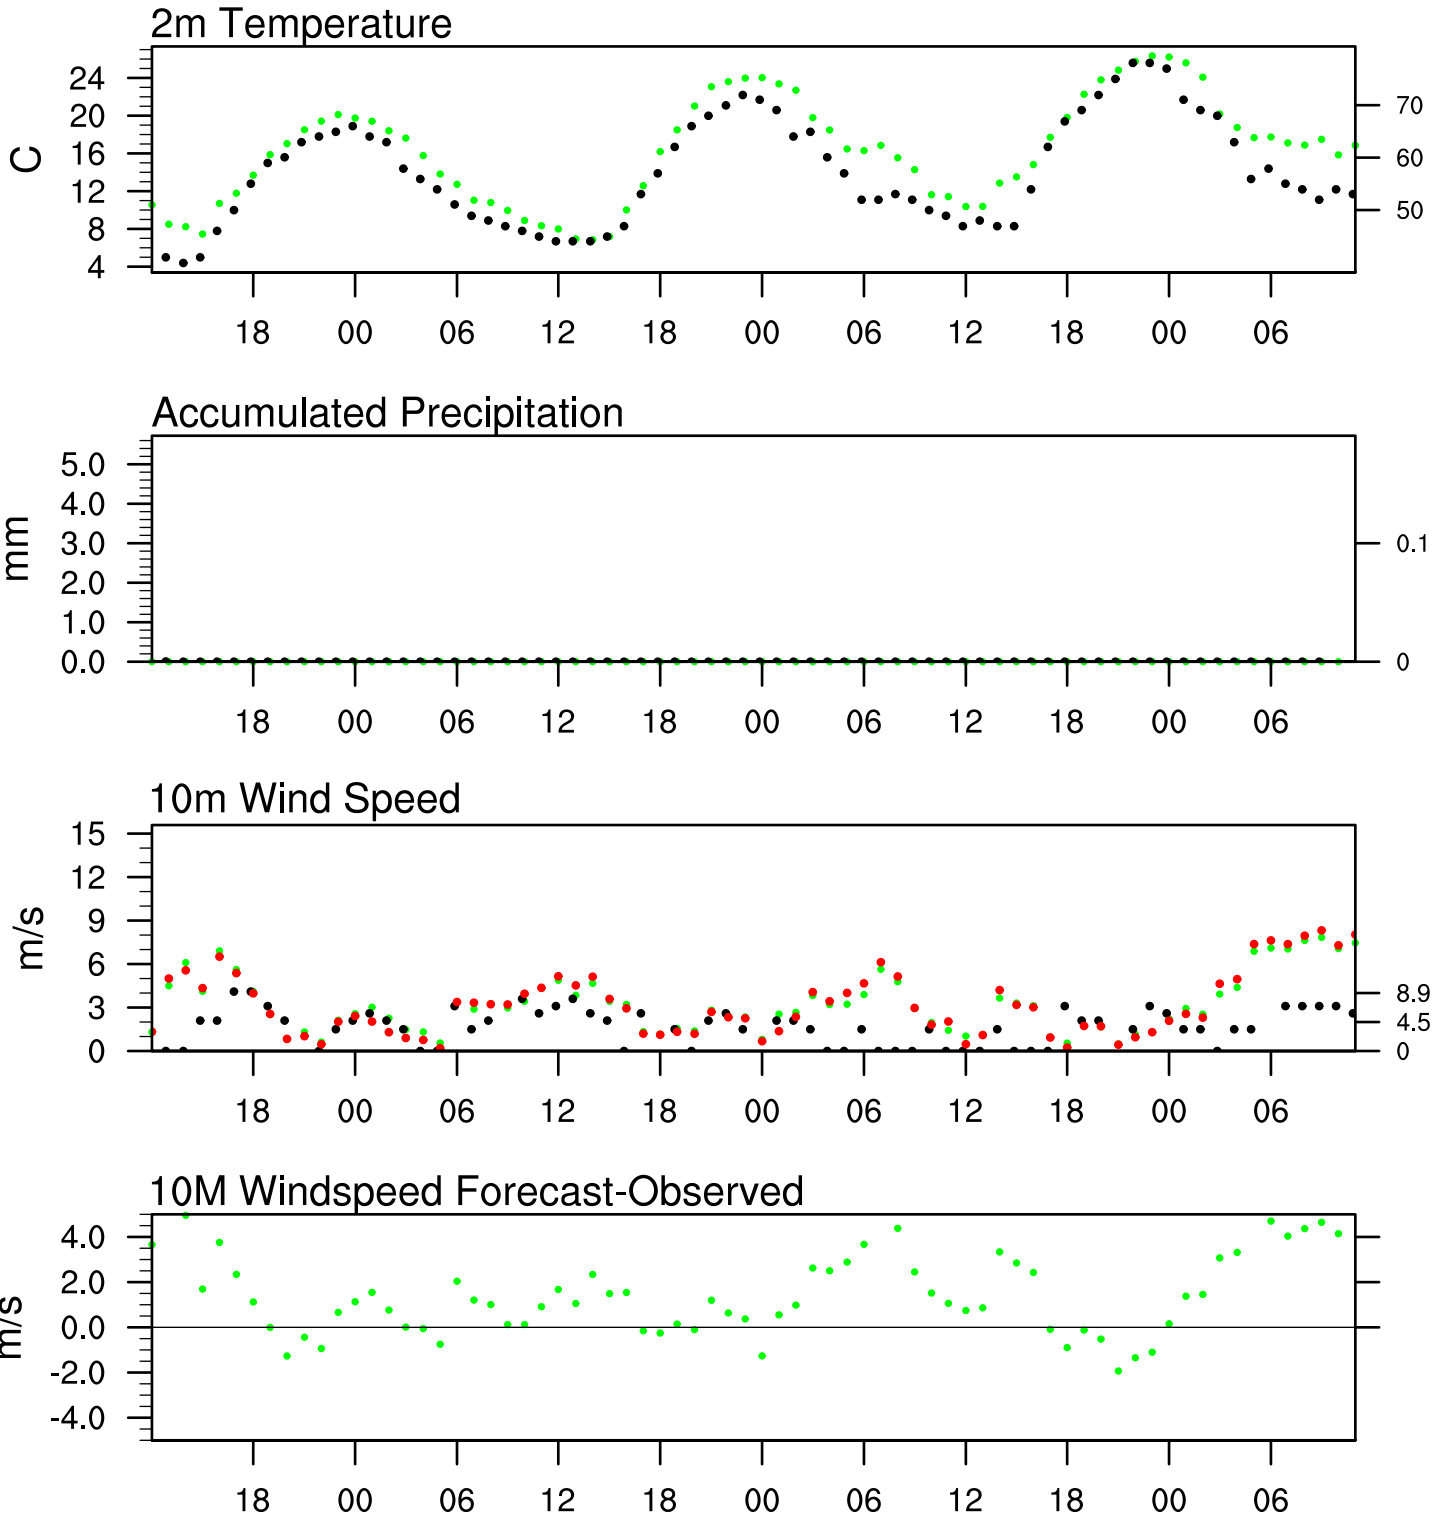 2m Temperature
24
20
16
12
8
4
C
70
60
50
18 00 06 12 18 00 06 12 18 00 06
Accumulated Precipitation
5.0
4.0
3.0
2.0
1.0
0.0
mm
0.1
0
18 00 06 12 18 00 06 12 18 00 06
10m Wind Speed
15
12
9
6
3
0
m/s
8.9
4.5
0
18 00 06 12 18 00 06 12 18 00 06
10M Windspeed Forecast-Observed
4.0
2.0
0.0
-2.0
-4.0
m/s
18 00 06 12 18 00 06 12 18 00 06